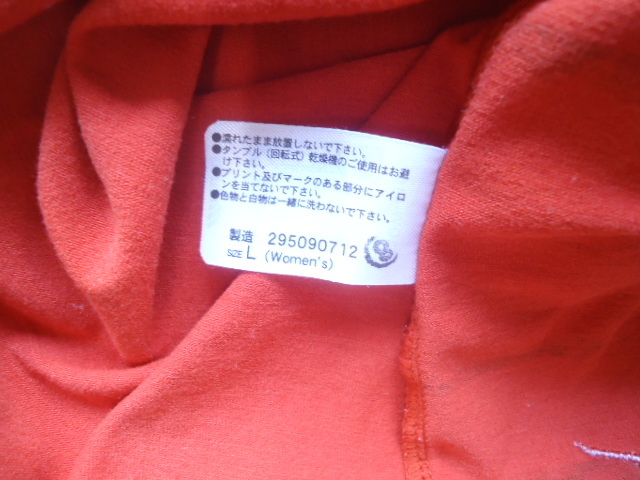 ●濡れたまま放置しないで下さい。
●タンブル（回転式）乾燥機のご使用はお避
け下さい。
●プリント及びマークのある部分にアイロ
ンを当てないで下さい。
●色物と白物は一緒に洗わないで下さい。
製造 295090712
SIZE L (Women's)